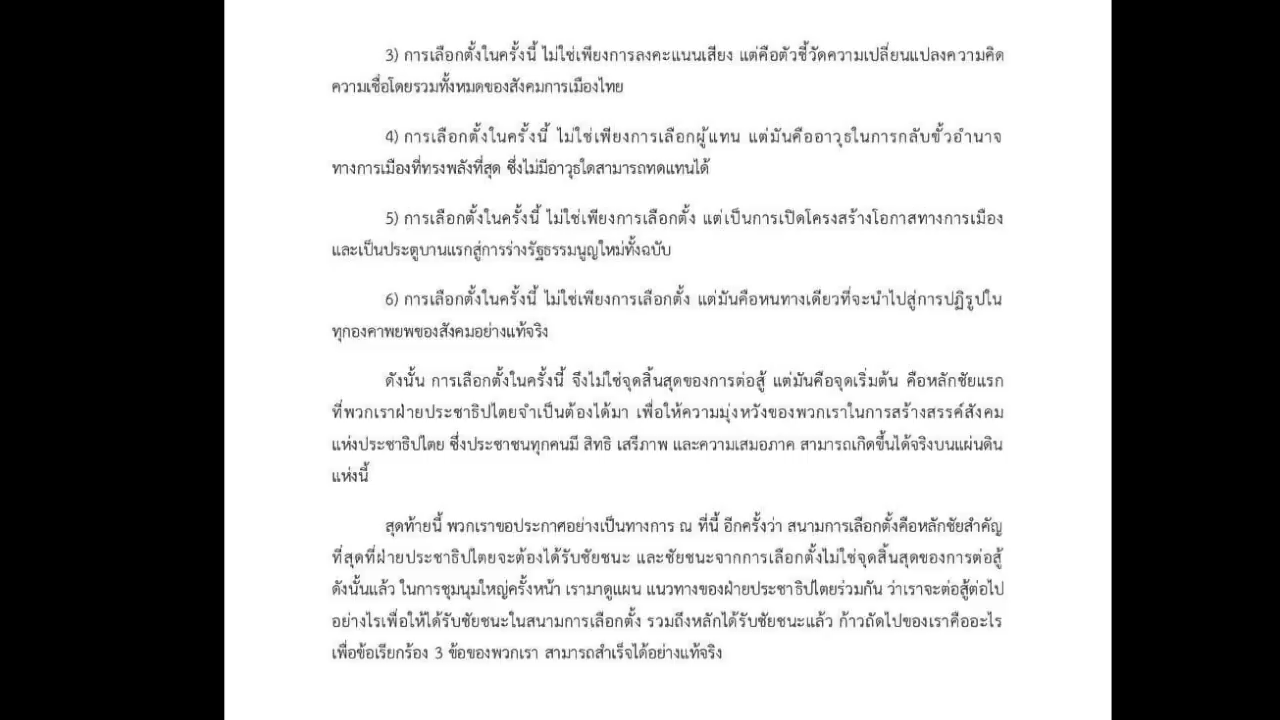 3) การเลือกตั้งในครั้งนี้ ไม่ใช่เพียงการลงคะแนนเสียง แต่คือตัวชี้วัดความเปลี่ยนแปลงความคิด
ความเชื่อโดยรวมทั้งหมดของสังคมการเมืองไทย
4) การเลือกตั้งในครั้งนี้ ไม่ใช่เพียงการเลือกผู้แทน แต่มันคืออาวุธในการกลับขั้วอำนาจ
ทางการเมืองที่ทรงพลังที่สุด ซึ่งไม่มีอาวุธใดสามารถทดแทนได้
5) การเลือกตั้งในครั้งนี้ ไม่ใช่เพียงการเลือกตั้ง แต่เป็นการเปิดโครงสร้างโอกาสทางการเมือง
และเป็นประตูบานแรกสู่การร่างรัฐธรรมนูญใหม่ทั้งฉบับ
6) การเลือกตั้งในครั้งนี้ ไม่ใช่เพียงการเลือกตั้ง แต่มันคือหนทางเดียวที่จะนำไปสู่การปฏิรูปใน
ทุกองคาพยพของสังคมอย่างแท้จริง
ดังนั้น การเลือกตั้งในครั้งนี้ จึงไม่ใช่จุดสิ้นสุดของการต่อสู้ แต่มันคือจุดเริ่มต้น คือหลักชัยแรก
ที่พวกเราฝ่ายประชาธิปไตยจำเป็นต้องได้มา เพื่อให้ความมุ่งหวังของพวกเราในการสร้างสรรค์สังคม
แห่งประชาธิปไตย ซึ่งประชาชนทุกคนมี สิทธิ เสรีภาพ และความเสมอภาค สามารถเกิดขึ้นได้จริงบนแผ่นดิน
แห่งนี้
สุดท้ายนี้ พวกเราขอประกาศอย่างเป็นทางการ ณ ที่นี้ อีกครั้งว่า สนามการเลือกตั้งคือหลักชัยสำคัญ
ที่สุดที่ฝ่ายประชาธิปไตยจะต้องได้รับชัยชนะ และชัยชนะจากการเลือกตั้งไม่ใช่จุดสิ้นสุดของการต่อสู้
ดังนั้นแล้ว ในการชุมนุมใหญ่ครั้งหน้า เรามาดูแผน แนวทางของฝ่ายประชาธิปไตยร่วมกัน ว่าเราจะต่อสู้ต่อไป
อย่างไรเพื่อให้ได้รับชัยชนะในสนามการเลือกตั้ง รวมถึงหลักได้รับชัยชนะแล้ว ก้าวถัดไปของเราคืออะไร
เพื่อข้อเรียกร้อง 3 ข้อของพวกเรา สามารถสำเร็จได้อย่างแท้จริง